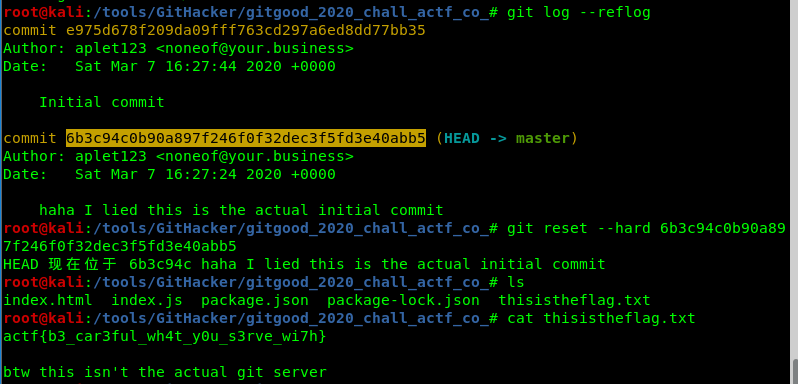 root@kali:/tools/GitHacker/gitgood_2020_chall_actf_co_# git log --reflog
commit e975d678f209da09fff763cd297a6ed8dd77bb35
Author: aplet123 <noneof@your.business>
Date:   Sat Mar 7 16:27:44 2020 +0000
    Initial commit
commit 6b3c94c0b90a897f246f0f32dec3f5fd3e40abb5 (HEAD -> master)
Author: aplet123 <noneof@your.business>
Date:   Sat Mar 7 16:27:24 2020 +0000
    haha I lied this is the actual initial commit
root@kali:/tools/GitHacker/gitgood_2020_chall_actf_co_# git reset --hard 6b3c94c0b90a89
7f246f0f32dec3f5fd3e40abb5
HEAD 现在位于 6b3c94c haha I lied this is the actual initial commit
root@kali:/tools/GitHacker/gitgood_2020_chall_actf_co_# ls
index.html  index.js  package.json  package-lock.json  thisistheflag.txt
root@kali:/tools/GitHacker/gitgood_2020_chall_actf_co_# cat thisistheflag.txt
actf{b3_car3ful_wh4t_y0u_s3rve_wi7h}
btw this isn't the actual git server